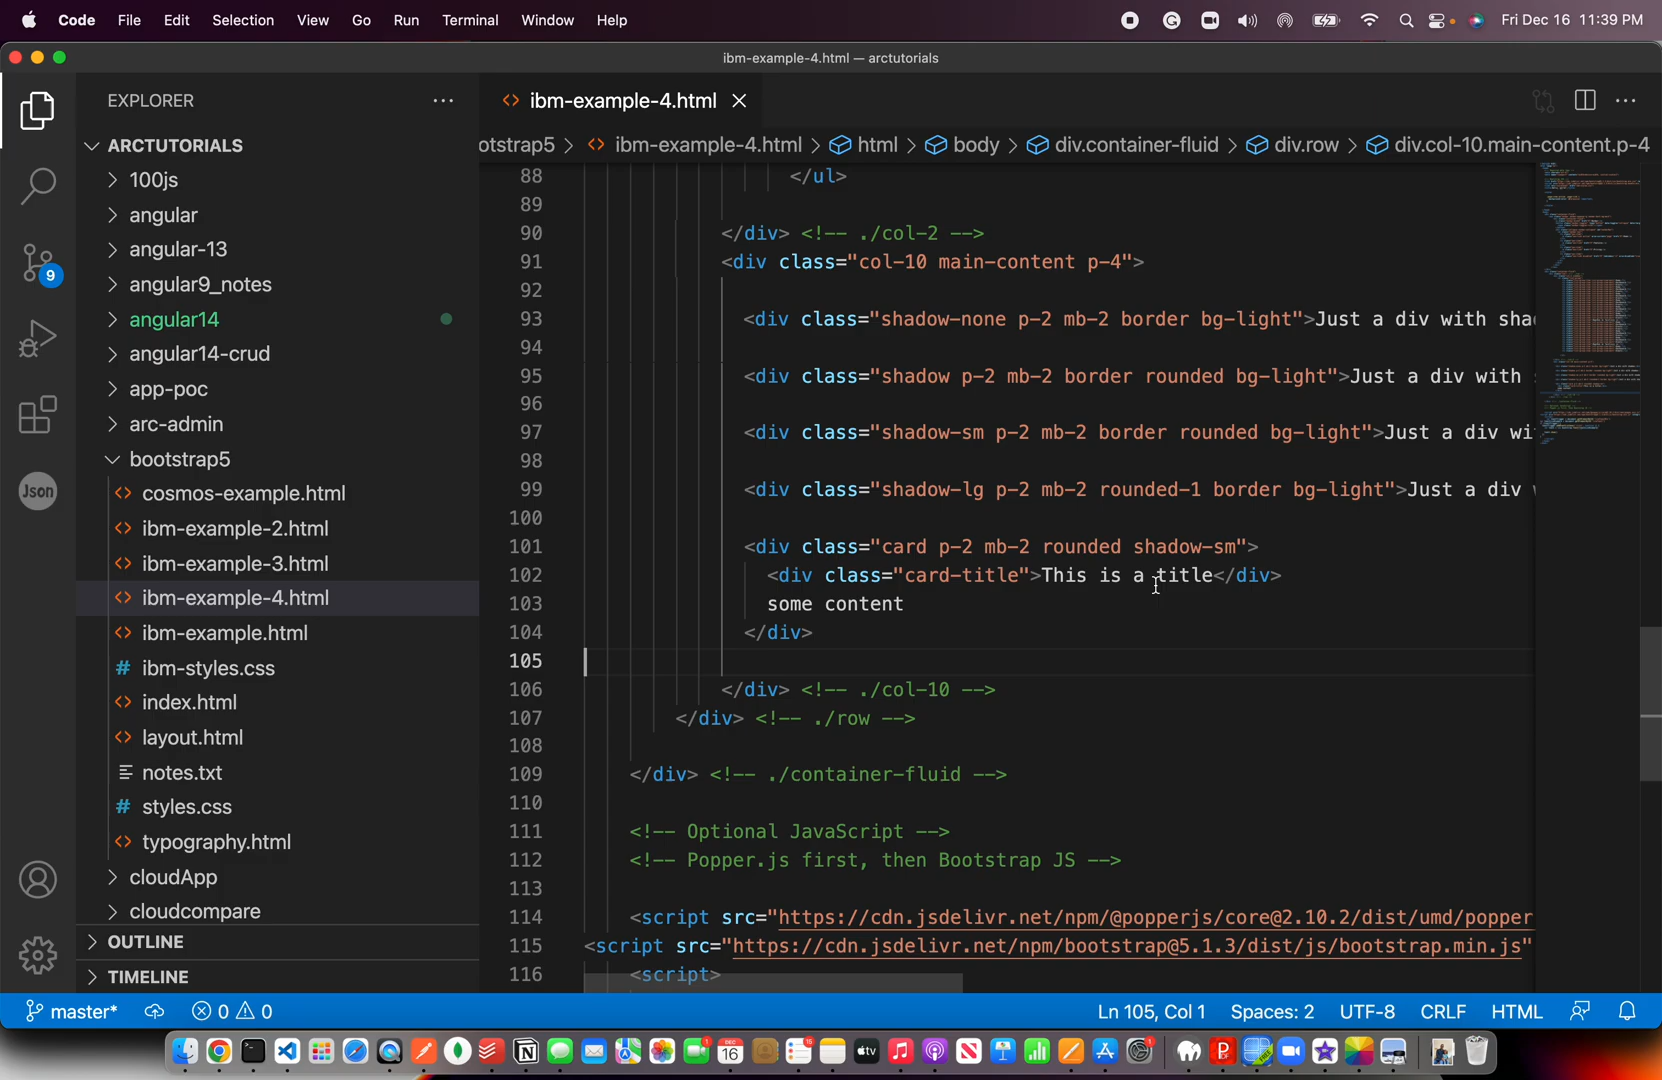 Code File Edit Selection View Go Run Terminal Window Help Fri Dec 16 11:39 PM
ibm-example-4.html — arctutorials
EXPLORER
ibm-example-4.html
otstrap5 > ibm-example-4.html > html > body > div.container-fluid > div.row > div.col-10.main-content.p-4
ARCTUTORIALS
100js
angular
angular-13
angular9_notes
angular14
angular14-crud
app-poc
arc-admin
bootstrap5
cosmos-example.html
ibm-example-2.html
ibm-example-3.html
ibm-example-4.html
ibm-example.html
ibm-styles.css
index.html
layout.html
notes.txt
styles.css
typography.html
cloudApp
cloudcompare
OUTLINE
TIMELINE
9
Json
88 </ul>
89
90 </div> <!-- ./col-2 -->
91 <div class="col-10 main-content p-4">
92
93 <div class="shadow-none p-2 mb-2 border bg-light">Just a div with sha
94
95 <div class="shadow p-2 mb-2 border rounded bg-light">Just a div with
96
97 <div class="shadow-sm p-2 mb-2 border rounded bg-light">Just a div wi
98
99 <div class="shadow-lg p-2 mb-2 rounded-1 border bg-light">Just a div
100
101 <div class="card p-2 mb-2 rounded shadow-sm">
102 <div class="card-title">This is a title</div>
103 some content
104 </div>
105
106 </div> <!-- ./col-10 -->
107 </div> <!-- ./row -->
108
109 </div> <!-- ./container-fluid -->
110
111 <!-- Optional JavaScript -->
112 <!-- Popper.js first, then Bootstrap JS -->
113
114 <script src="https://cdn.jsdelivr.net/npm/@popperjs/core@2.10.2/dist/umd/popper
115 <script src="https://cdn.jsdelivr.net/npm/bootstrap@5.1.3/dist/js/bootstrap.min.js"
116 <script>
master* 0 0 Ln 105, Col 1 Spaces: 2 UTF-8 CRLF HTML